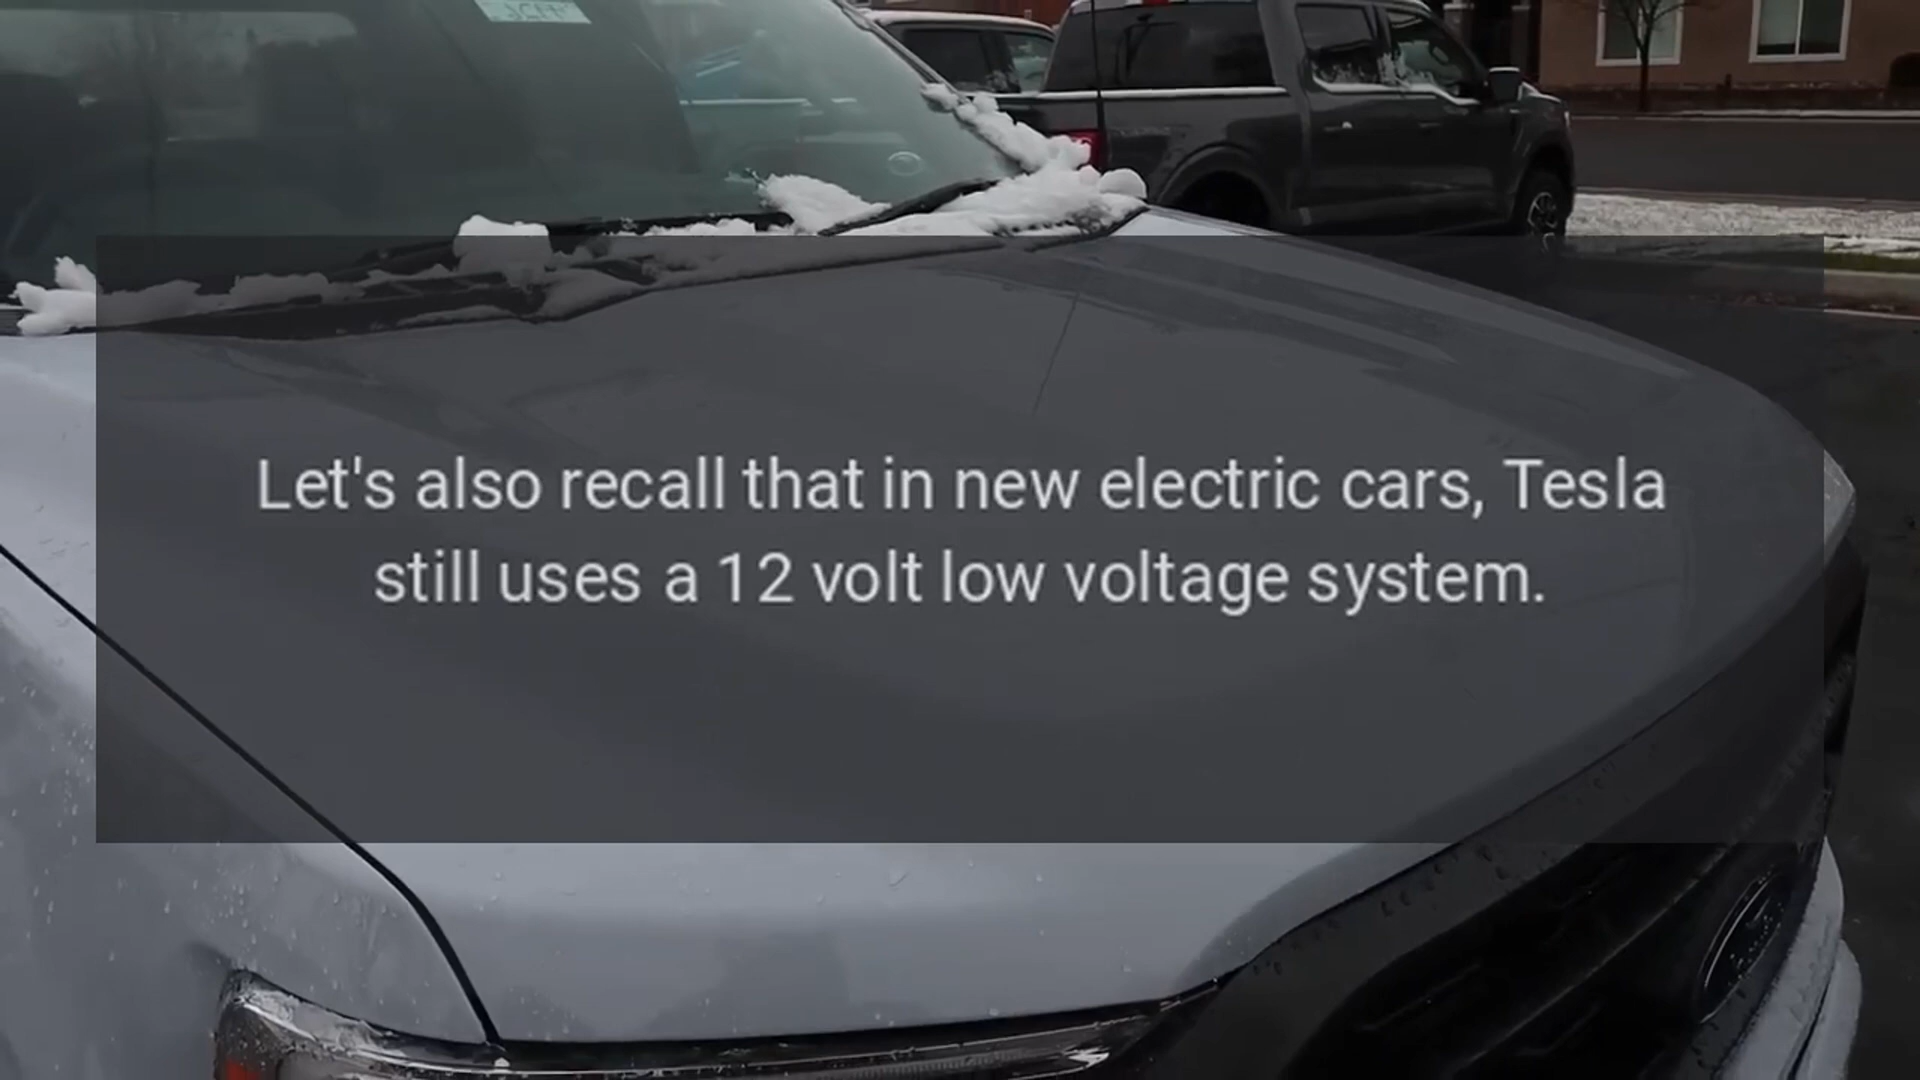 Let's also recall that in new electric cars, Tesla
still uses a 12 volt low voltage system.